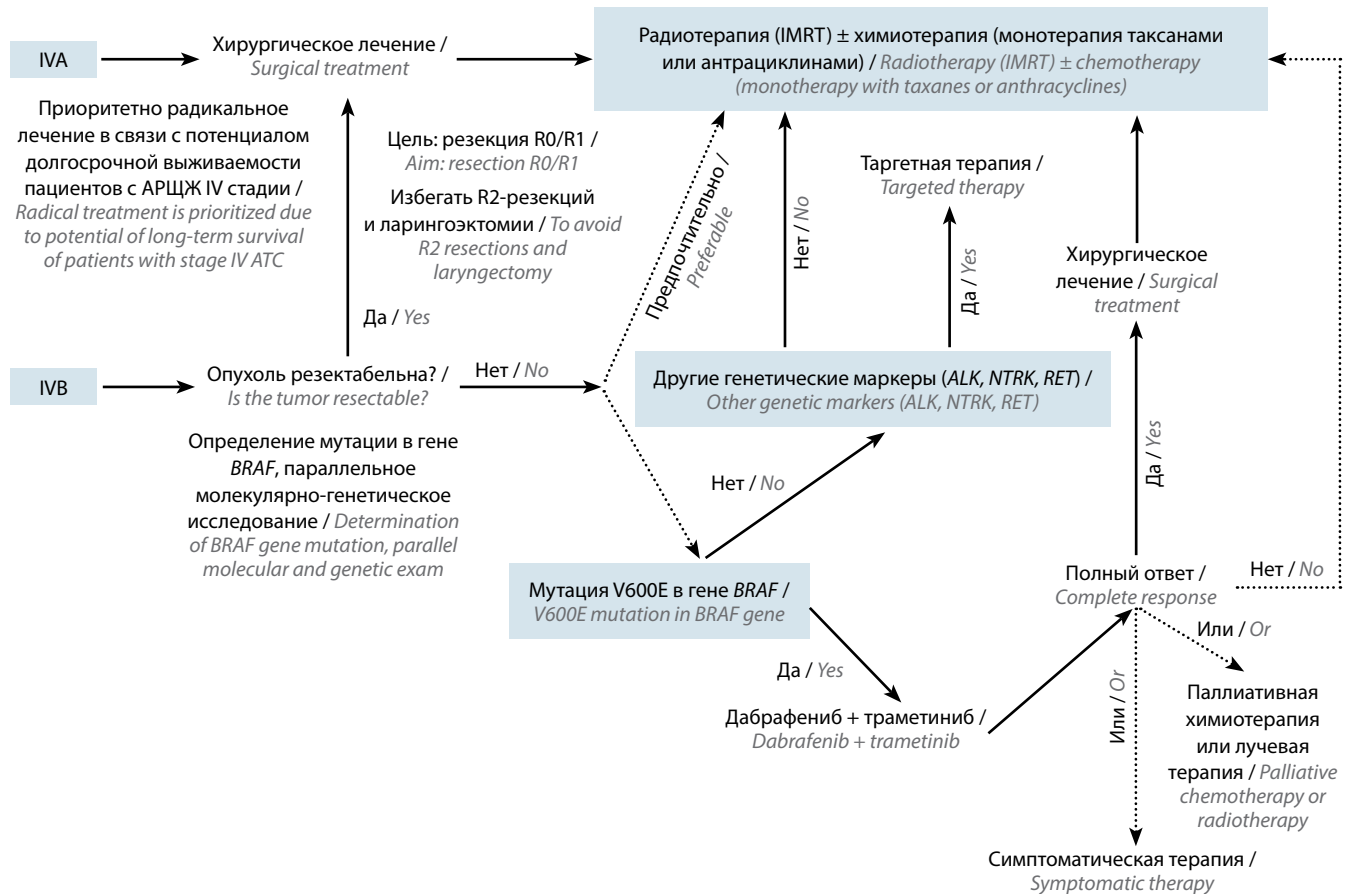 IVA
Хирургическое лечение /
Surgical treatment
Радиотерапия (IMRT) ± химиотерапия (монотерапия таксанами
или антрациклинами) / Radiotherapy (IMRT) ± chemotherapy
(monotherapy with taxanes or anthracyclines)
Приоритетно радикальное
лечение в связи с потенциалом
долгосрочной выживаемости
пациентов с АРЩЖ IV стадии /
Radical treatment is prioritized due
to potential of long-term survival
of patients with stage IV ATC
Цель: резекция R0/R1 /
Aim: resection R0/R1
Избегать R2-резекций
и ларингоэктомии / To avoid
R2 resections and
laryngectomy
Да / Yes
Предпочтительно /
Preferable
Нет / No
Таргетная терапия /
Targeted therapy
Да / Yes
Хирургическое
лечение / Surgical
treatment
IVB
Опухоль резектабельна? /
Is the tumor resectable?
Нет / No
Другие генетические маркеры (ALK, NTRK, RET) /
Other genetic markers (ALK, NTRK, RET)
Определение мутации в гене
BRAF, параллельное
молекулярно-генетическое
исследование / Determination
of BRAF gene mutation, parallel
molecular and genetic exam
Нет / No
Да / Yes
Мутация V600E в гене BRAF /
V600E mutation in BRAF gene
Полный ответ /
Complete response
Нет / No
Да / Yes
Дабрафениб + траметиниб /
Dabrafenib + trametinib
Или / Or
Или / Or
Паллиативная
химиотерапия
или лучевая
терапия / Palliative
chemotherapy or
radiotherapy
Симптоматическая терапия /
Symptomatic therapy